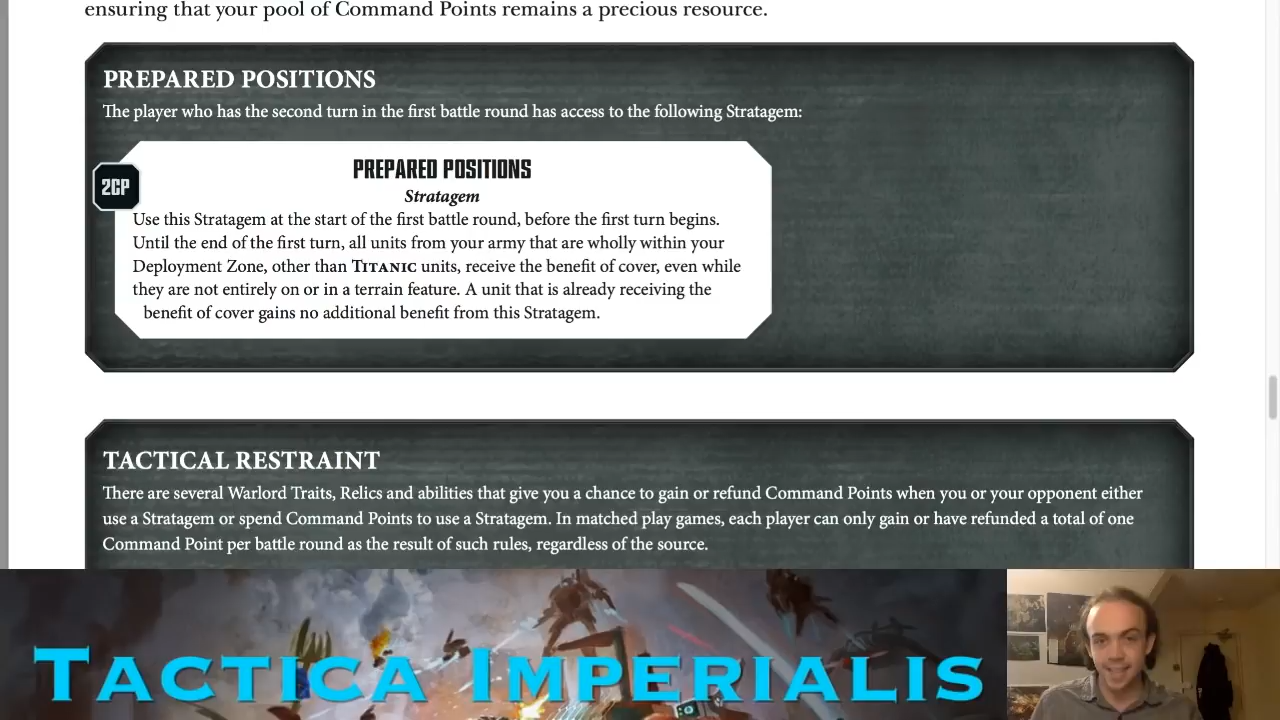 ensuring that your pool of Command Points remains a precious resource.
PREPARED POSITIONS
The player who has the second turn in the first battle round has access to the following Stratagem:
2CP
PREPARED POSITIONS
Stratagem
Use this Stratagem at the start of the first battle round, before the first turn begins.
Until the end of the first turn, all units from your army that are wholly within your
Deployment Zone, other than TITANIC units, receive the benefit of cover, even while
they are not entirely on or in a terrain feature. A unit that is already receiving the
benefit of cover gains no additional benefit from this Stratagem.
TACTICAL RESTRAINT
There are several Warlord Traits, Relics and abilities that give you a chance to gain or refund Command Points when you or your opponent either
use a Stratagem or spend Command Points to use a Stratagem. In matched play games, each player can only gain or have refunded a total of one
Command Point per battle round as the result of such rules, regardless of the source.
TACTICA IMPERIALIS